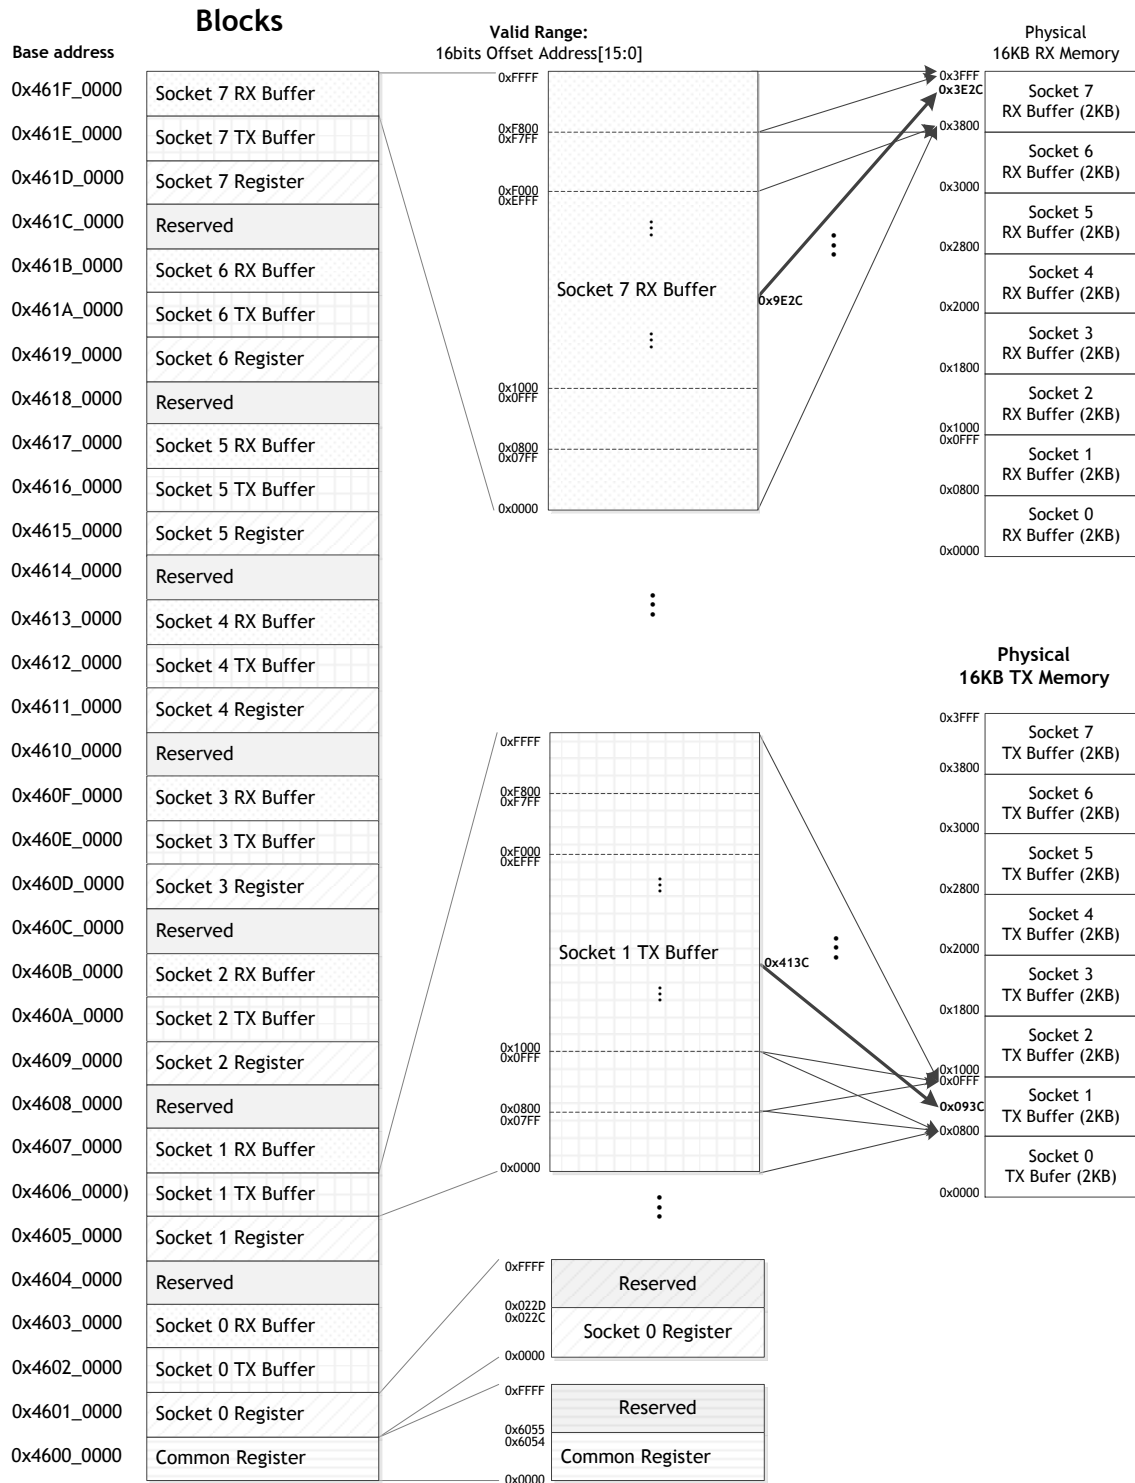 Blocks
Base address
0x461F_0000
Socket 7 RX Buffer
0x461E_0000
Socket 7 TX Buffer
0x461D_0000
Socket 7 Register
0x461C_0000
Reserved
0x461B_0000
Socket 6 RX Buffer
0x461A_0000
Socket 6 TX Buffer
0x4619_0000
Socket 6 Register
0x4618_0000
Reserved
0x4617_0000
Socket 5 RX Buffer
0x4616_0000
Socket 5 TX Buffer
0x4615_0000
Socket 5 Register
0x4614_0000
Reserved
0x4613_0000
Socket 4 RX Buffer
0x4612_0000
Socket 4 TX Buffer
0x4611_0000
Socket 4 Register
0x4610_0000
Reserved
0x460F_0000
Socket 3 RX Buffer
0x460E_0000
Socket 3 TX Buffer
0x460D_0000
Socket 3 Register
0x460C_0000
Reserved
0x460B_0000
Socket 2 RX Buffer
0x460A_0000
Socket 2 TX Buffer
0x4609_0000
Socket 2 Register
0x4608_0000
Reserved
0x4607_0000
Socket 1 RX Buffer
0x4606_0000)
Socket 1 TX Buffer
0x4605_0000
Socket 1 Register
0x4604_0000
Reserved
0x4603_0000
Socket 0 RX Buffer
0x4602_0000
Socket 0 TX Buffer
0x4601_0000
Socket 0 Register
0x4600_0000
Common Register
Valid Range:
16bits Offset Address[15:0]
0xFFFF
0xF800
0xF7FF
0xF000
0xEFFF
Socket 7 RX Buffer
0x9E2C
0x1000
0x0FFF
0x0800
0x07FF
0x0000
0xFFFF
0xF800
0xF7FF
0xF000
0xEFFF
Socket 1 TX Buffer
0x413C
0x1000
0x0FFF
0x0800
0x07FF
0x0000
0xFFFF
Reserved
0x022D
0x022C
Socket 0 Register
0x0000
0xFFFF
Reserved
0x6055
0x6054
Common Register
0x0000
Physical
16KB RX Memory
0x3FFF
0x3E2C
Socket 7
RX Buffer (2KB)
0x3800
Socket 6
RX Buffer (2KB)
0x3000
Socket 5
RX Buffer (2KB)
0x2800
Socket 4
RX Buffer (2KB)
0x2000
Socket 3
RX Buffer (2KB)
0x1800
Socket 2
RX Buffer (2KB)
0x1000
0x0FFF
Socket 1
RX Buffer (2KB)
0x0800
Socket 0
RX Buffer (2KB)
0x0000
Physical
16KB TX Memory
0x3FFF
Socket 7
TX Buffer (2KB)
0x3800
Socket 6
TX Buffer (2KB)
0x3000
Socket 5
TX Buffer (2KB)
0x2800
Socket 4
TX Buffer (2KB)
0x2000
Socket 3
TX Buffer (2KB)
0x1800
Socket 2
TX Buffer (2KB)
0x1000
0x0FFF
Socket 1
TX Buffer (2KB)
0x093C
0x0800
Socket 0
TX Bufer (2KB)
0x0000